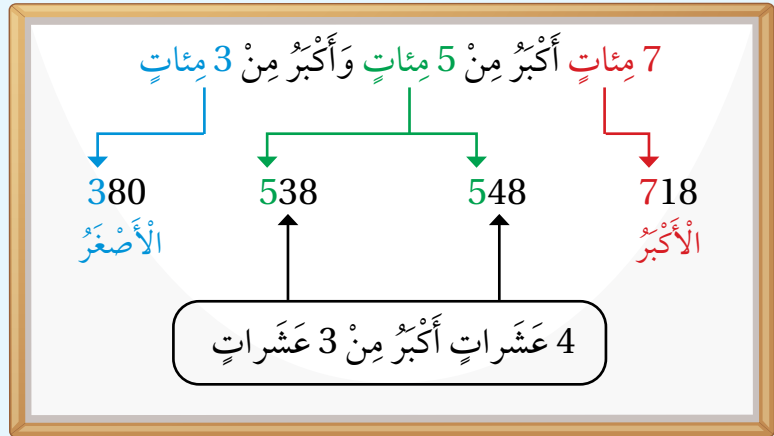 7 مِئاتٍ أَكْبَرُ مِنْ 5 مِئاتٍ وَأَكْبَرُ مِنْ 3 مِئاتٍ
718 548 538 380
الْأَكْبَرُ الْأَصْغَرُ
4 عَشَراتٍ أَكْبَرُ مِنْ 3 عَشَراتٍ